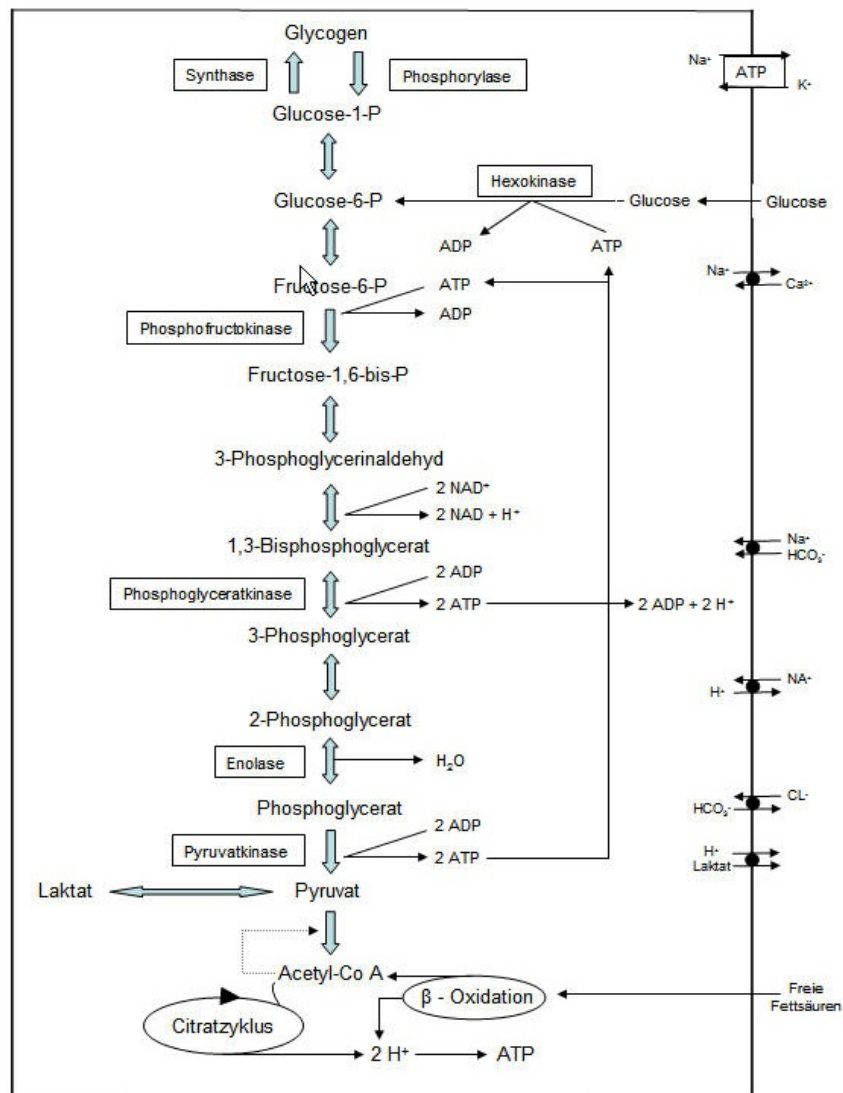 Glycogen
Synthase
Phosphorylase
Na⁺
ATP
K⁺
Glucose-1-P
Hexokinase
Glucose-6-P
Glucose
Glucose
ADP
ATP
Na⁺
Ca²⁺
Fructose-6-P
ATP
ADP
Phosphofructokinase
Fructose-1,6-bis-P
3-Phosphoglycerinaldehyd
2 NAD⁺
2 NAD + H⁺
1,3-Bisphosphoglycerat
Na⁺
HCO₃⁻
2 ADP
Phosphoglyceratkinase
2 ATP
2 ADP + 2 H⁺
3-Phosphoglycerat
NA⁺
H⁺
2-Phosphoglycerat
Enolase
H₂O
CL⁻
HCO₃⁻
Phosphoglycerat
2 ADP
Pyruvatkinase
2 ATP
H⁺
Laktat
Laktat
Pyruvat
Acetyl-Co A
β - Oxidation
Freie
Fettsäuren
Citratzyklus
2 H⁺
ATP